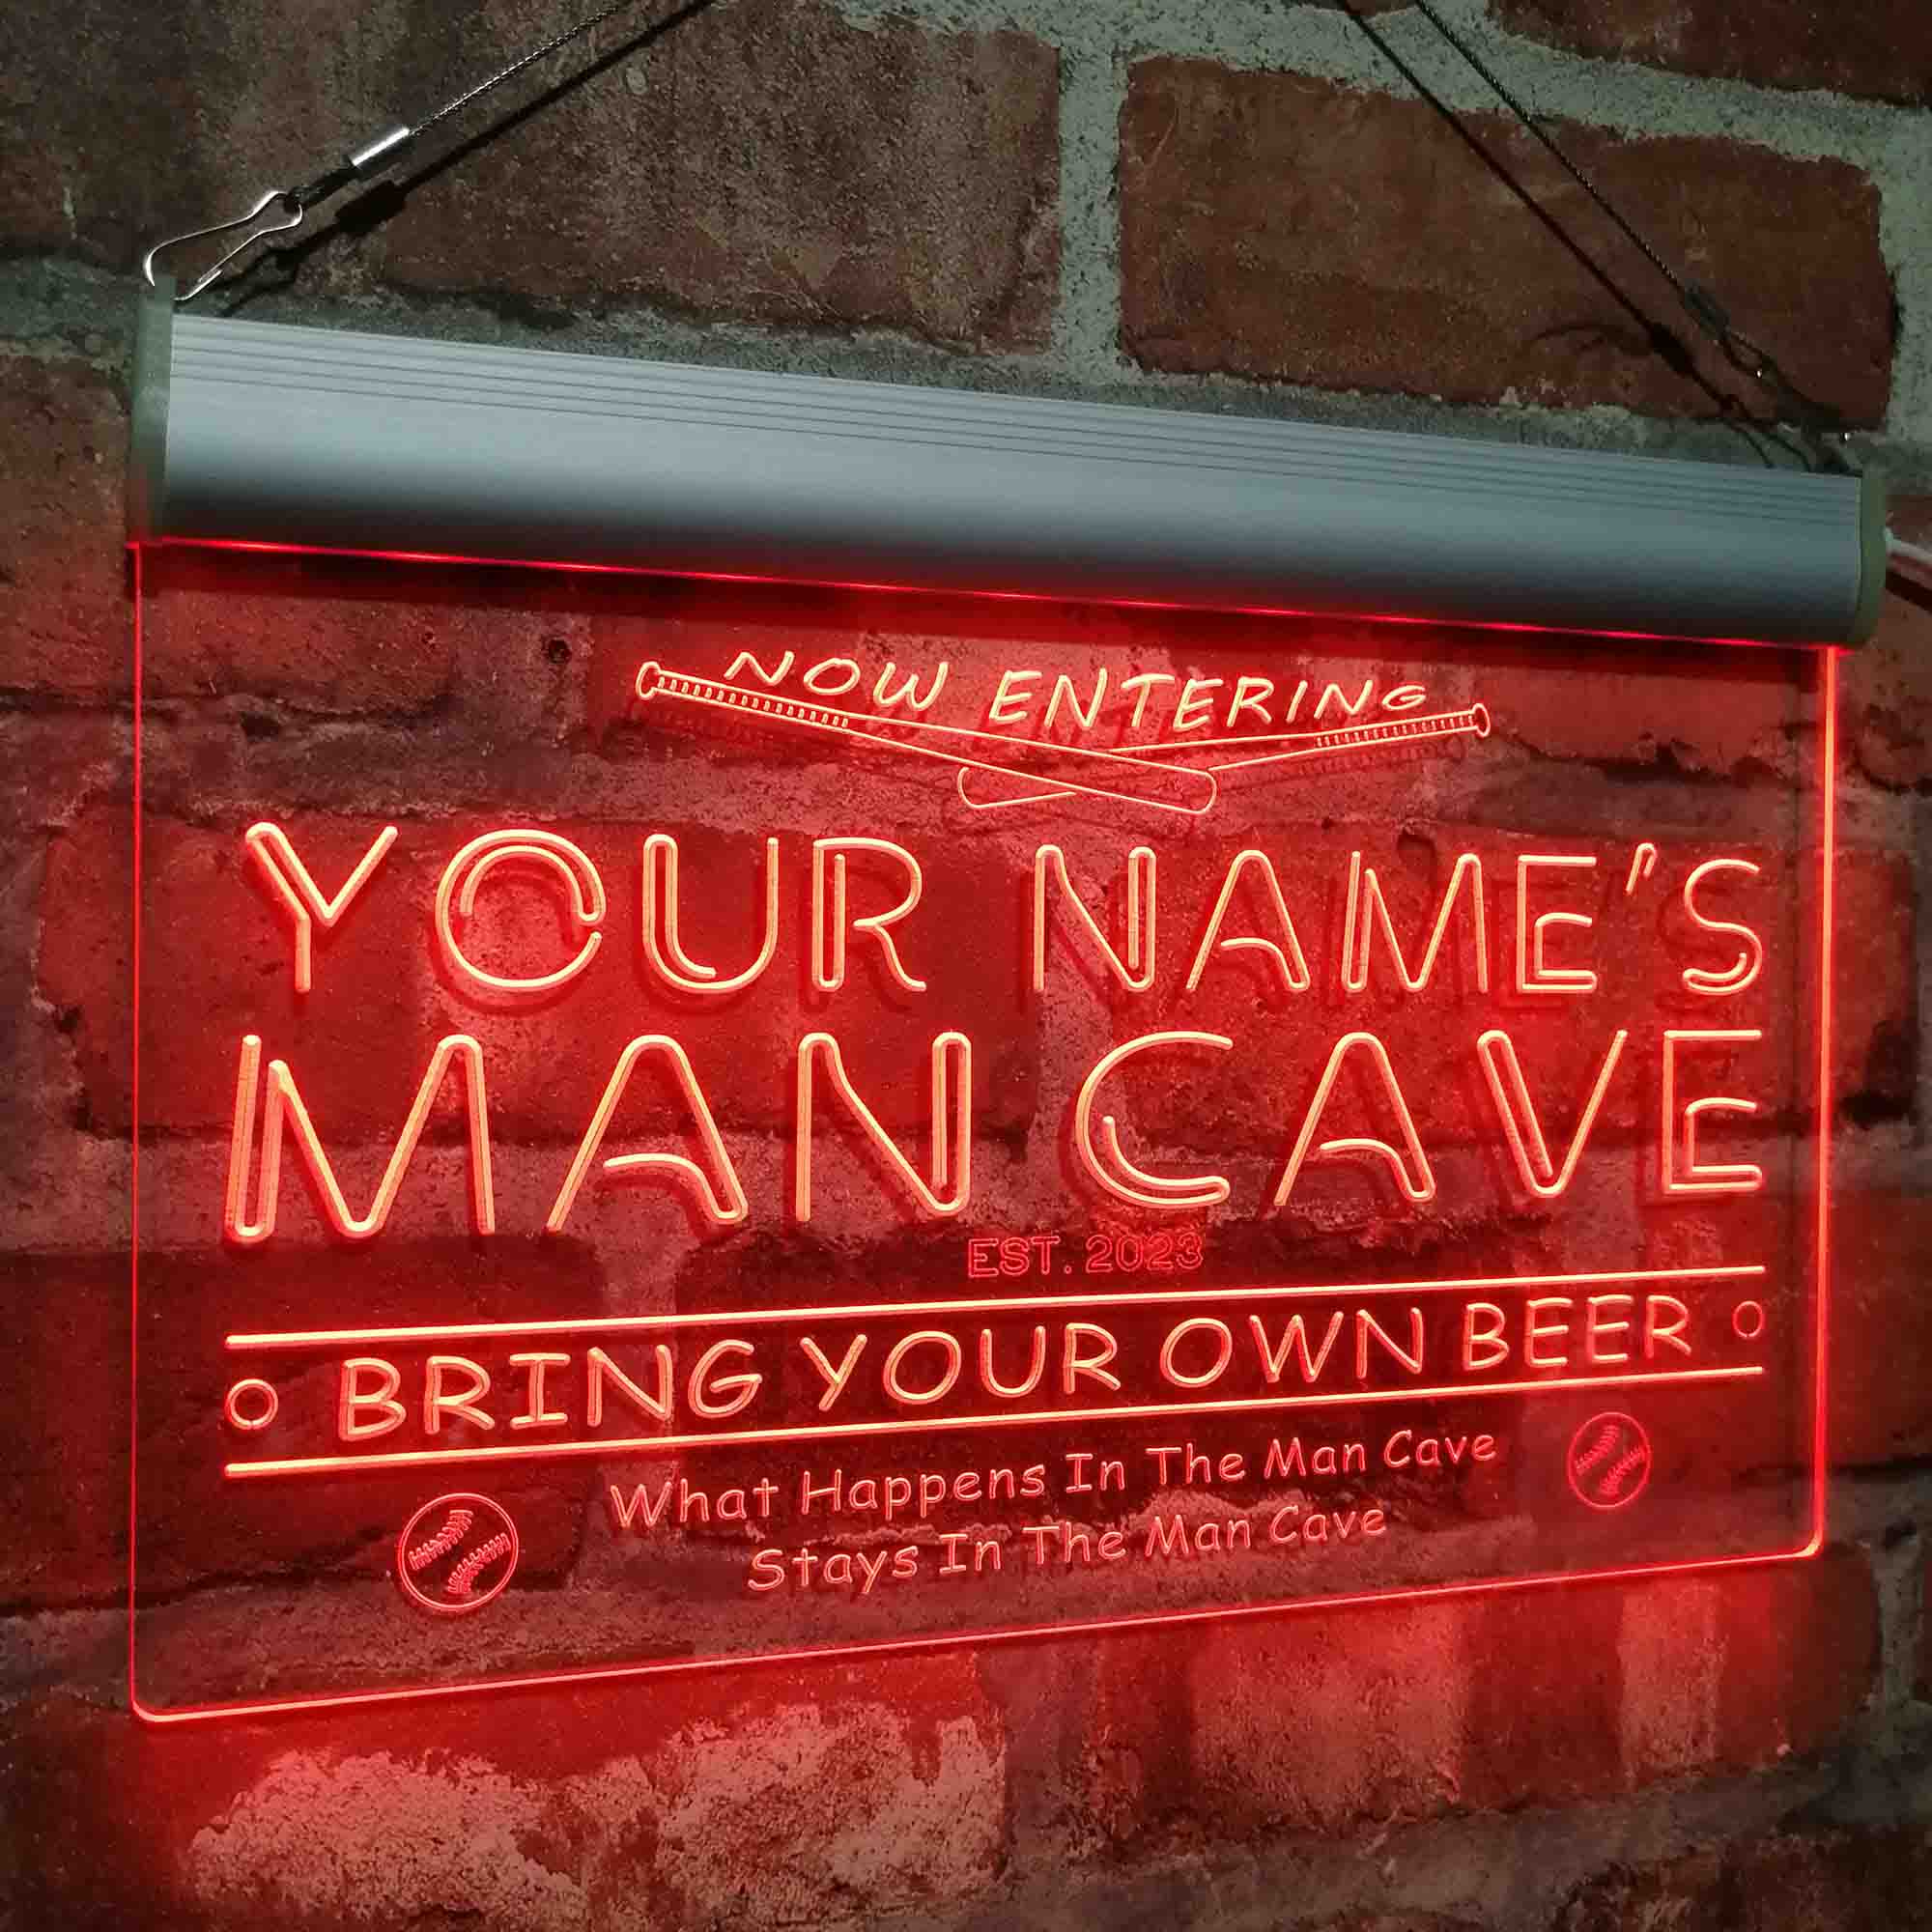 NOW ENTERING
YOUR NAME'S
MAN CAVE
EST. 2023
BRING YOUR OWN BEER
What Happens In The Man Cave
Stays In The Man Cave